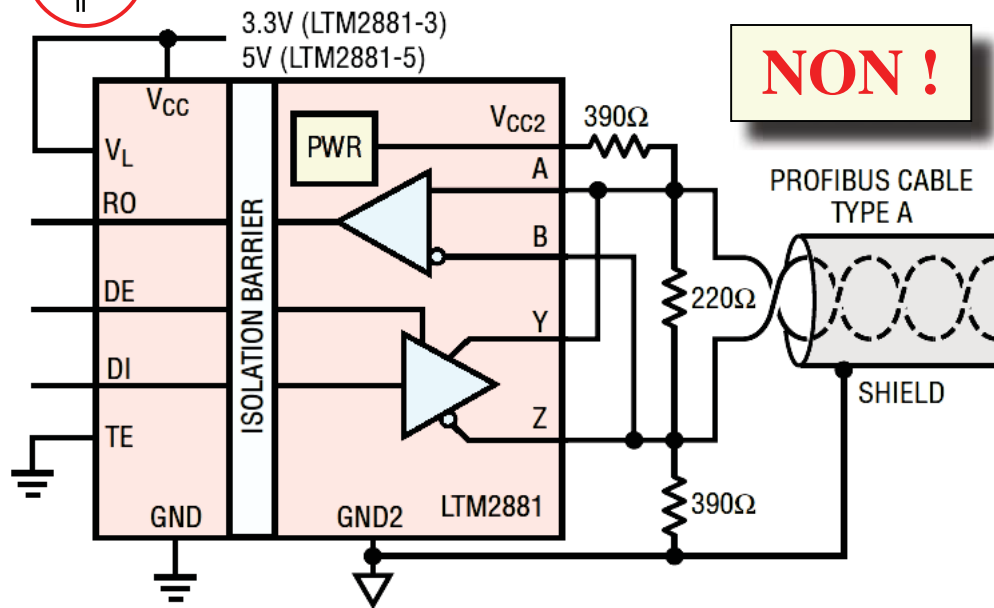 3.3V (LTM2881-3)
5V (LTM2881-5)
NON !
VCC
VL
PWR
VCC2
390Ω
A
PROFIBUS CABLE
TYPE A
RO
B
ISOLATION BARRIER
DE
Y
220Ω
DI
SHIELD
TE
Z
GND
GND2
LTM2881
390Ω